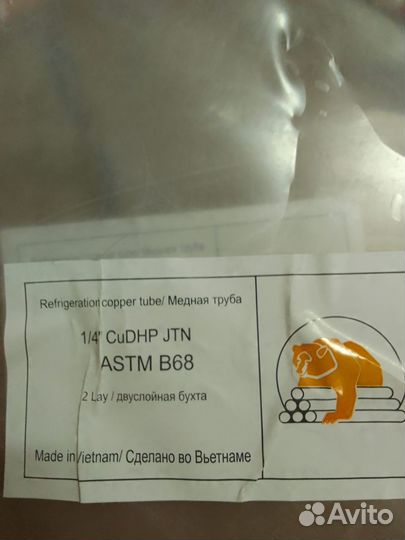 Refrigeration copper tube/ Медная труба
1/4" CuDHP JTN
ASTM B68
2 Lay / двуслойная бухта
Made in Vietnam/ Сделано во Вьетнаме
Avito